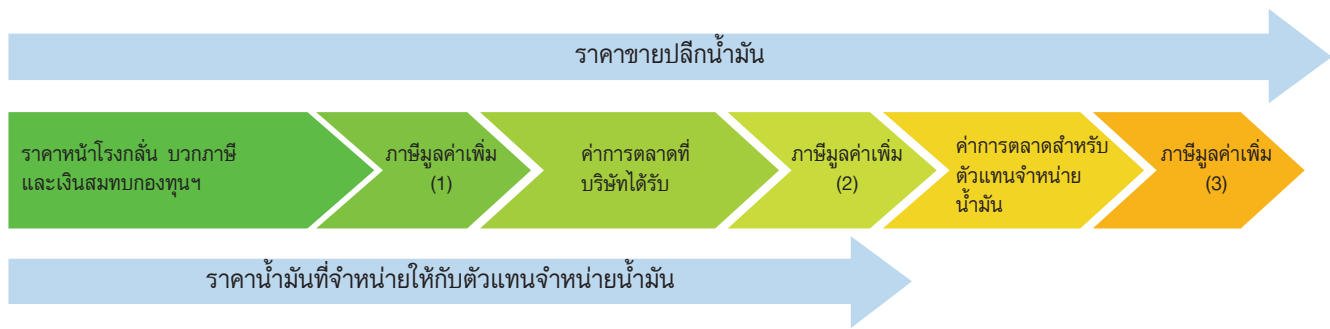 ราคาขายปลีกน้ำมัน
ราคาหน้าโรงกลั่น บวกภาษี
และเงินสมทบกองทุนฯ
ภาษีมูลค่าเพิ่ม
(1)
ค่าการตลาดที่
บริษัทได้รับ
ภาษีมูลค่าเพิ่ม
(2)
ค่าการตลาดสำหรับ
ตัวแทนจำหน่าย
น้ำมัน
ภาษีมูลค่าเพิ่ม
(3)
ราคาน้ำมันที่จำหน่ายให้กับตัวแทนจำหน่ายน้ำมัน